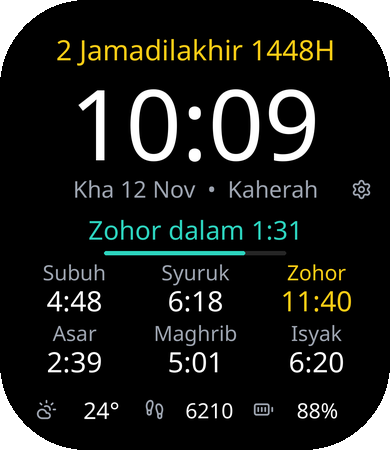 2 Jamadilakhir 1448H
10:09
Kha 12 Nov • Kaherah
Zohor dalam 1:31
Subuh Syuruk Zohor
4:48 6:18 11:40
Asar Maghrib Isyak
2:39 5:01 6:20
24° 6210 88%